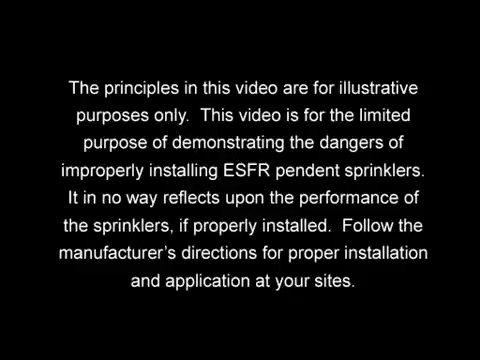 The principles in this video are for illustrative
purposes only.  This video is for the limited
purpose of demonstrating the dangers of
improperly installing ESFR pendent sprinklers.
It in no way reflects upon the performance of
the sprinklers, if properly installed.  Follow the
manufacturer’s directions for proper installation
and application at your sites.